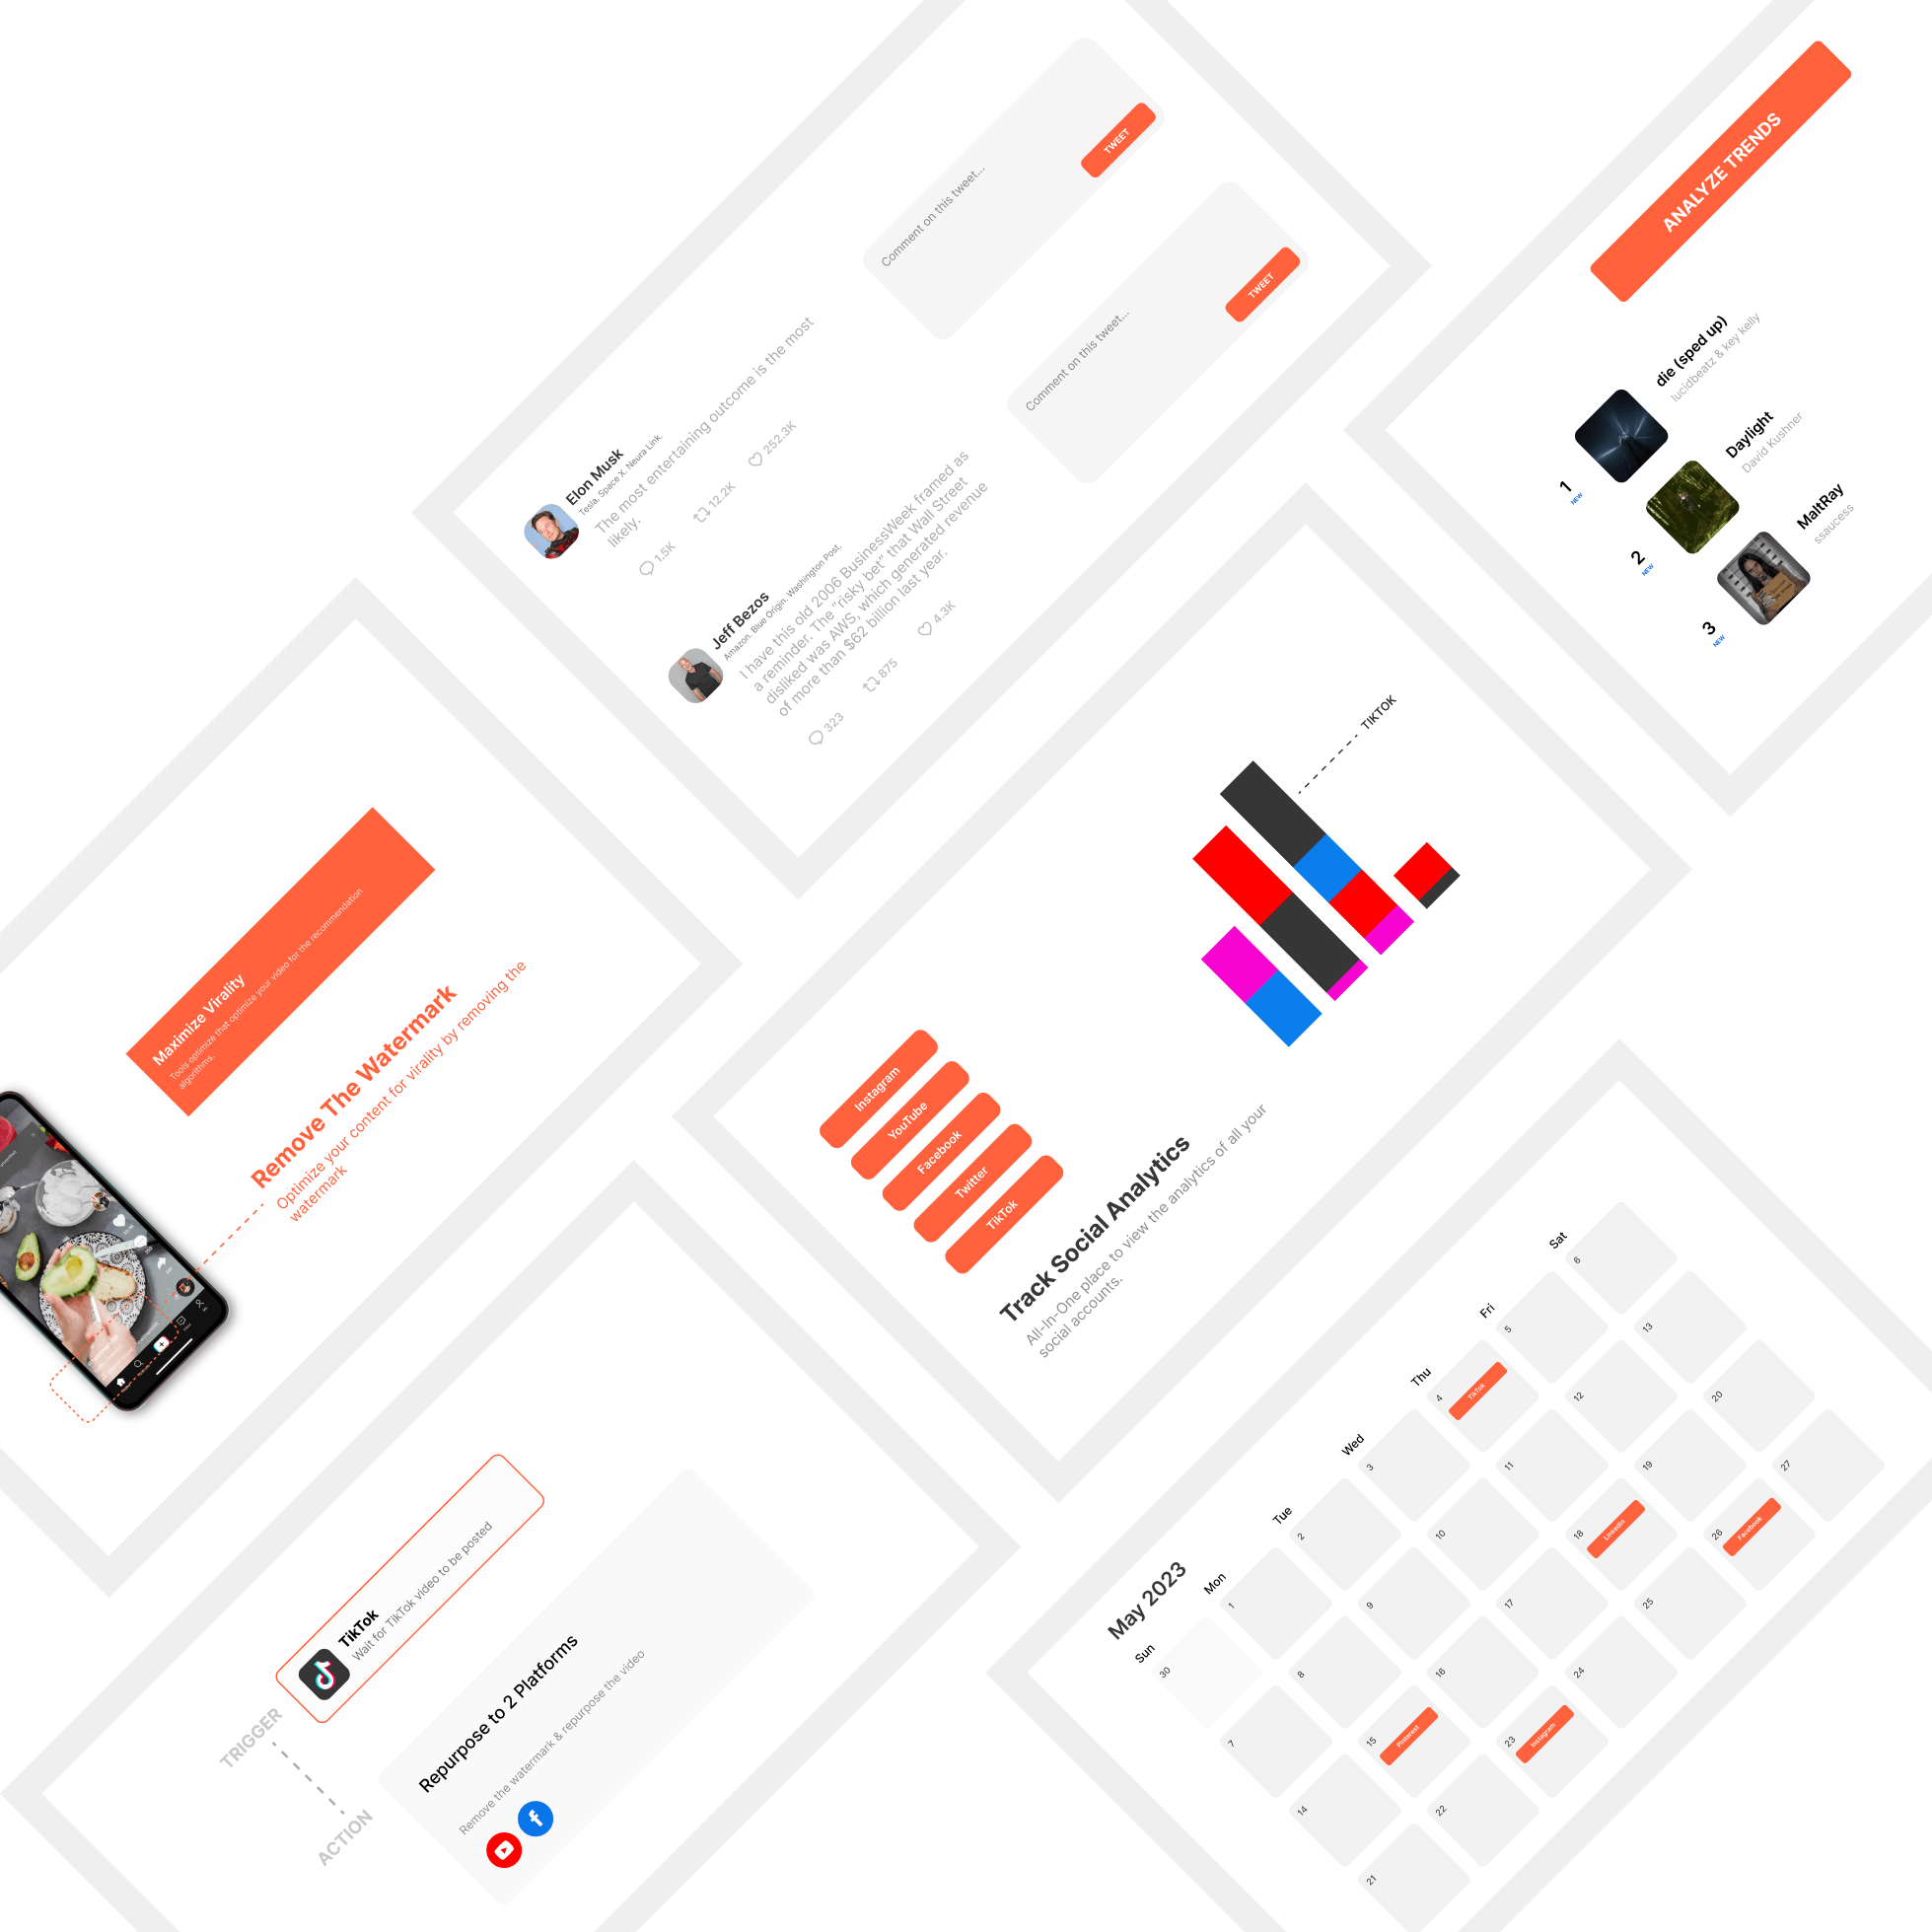 Elon Musk
Tesla. Space X. Neura Link.
The most entertaining outcome is the most
likely.
1.5K
12.2K
252.3K
Comment on this tweet...
TWEET
Jeff Bezos
Amazon. Blue Origin. Washington Post.
I have this old 2006 BusinessWeek framed as
a reminder. The "risky bet" that Wall Street
disliked was AWS, which generated revenue
of more than $62 billion last year.
323
875
4.3K
Comment on this tweet...
TWEET
ANALYZE TRENDS
1
NEW
die (sped up)
lucidbeatz & key kelly
2
NEW
Daylight
David Kushner
3
NEW
MaltRay
ssaucess
Maximize Virality
Tools optimize that optimize your video for the recommendation
algorithms.
Remove The Watermark
Optimize your content for virality by removing the
watermark
TIKTOK
Instagram
YouTube
Facebook
Twitter
TikTok
Track Social Analytics
All-In-One place to view the analytics of all your
social accounts.
TRIGGER
TikTok
Wait for TikTok video to be posted
ACTION
Repurpose to 2 Platforms
Remove the watermark & repurpose the video
May 2023
Sun Mon Tue Wed Thu Fri Sat
30 1 2 3 4 5 6
TikTok
7 8 9 10 11 12 13
14 15 16 17 18 19 20
Pinterest
LinkedIn
21 22 23 24 25 26 27
Instagram
Facebook